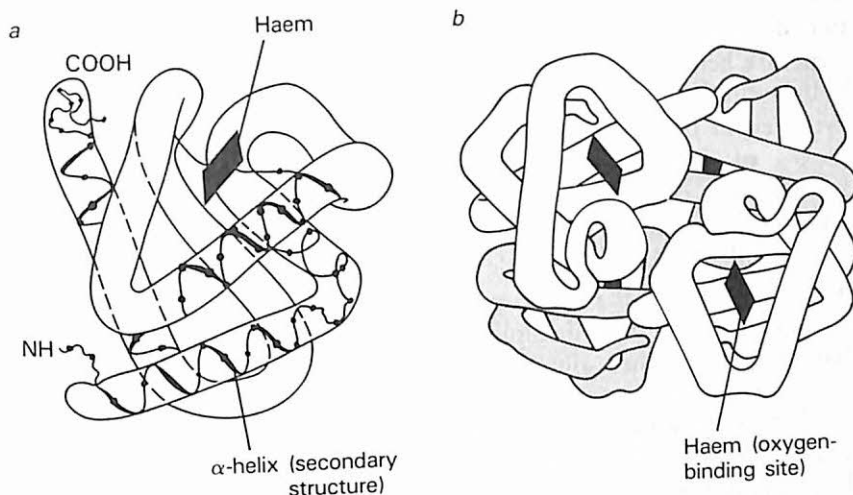 a
Haem
COOH
NH
α-helix (secondary
structure)
b
Haem (oxygen-
binding site)